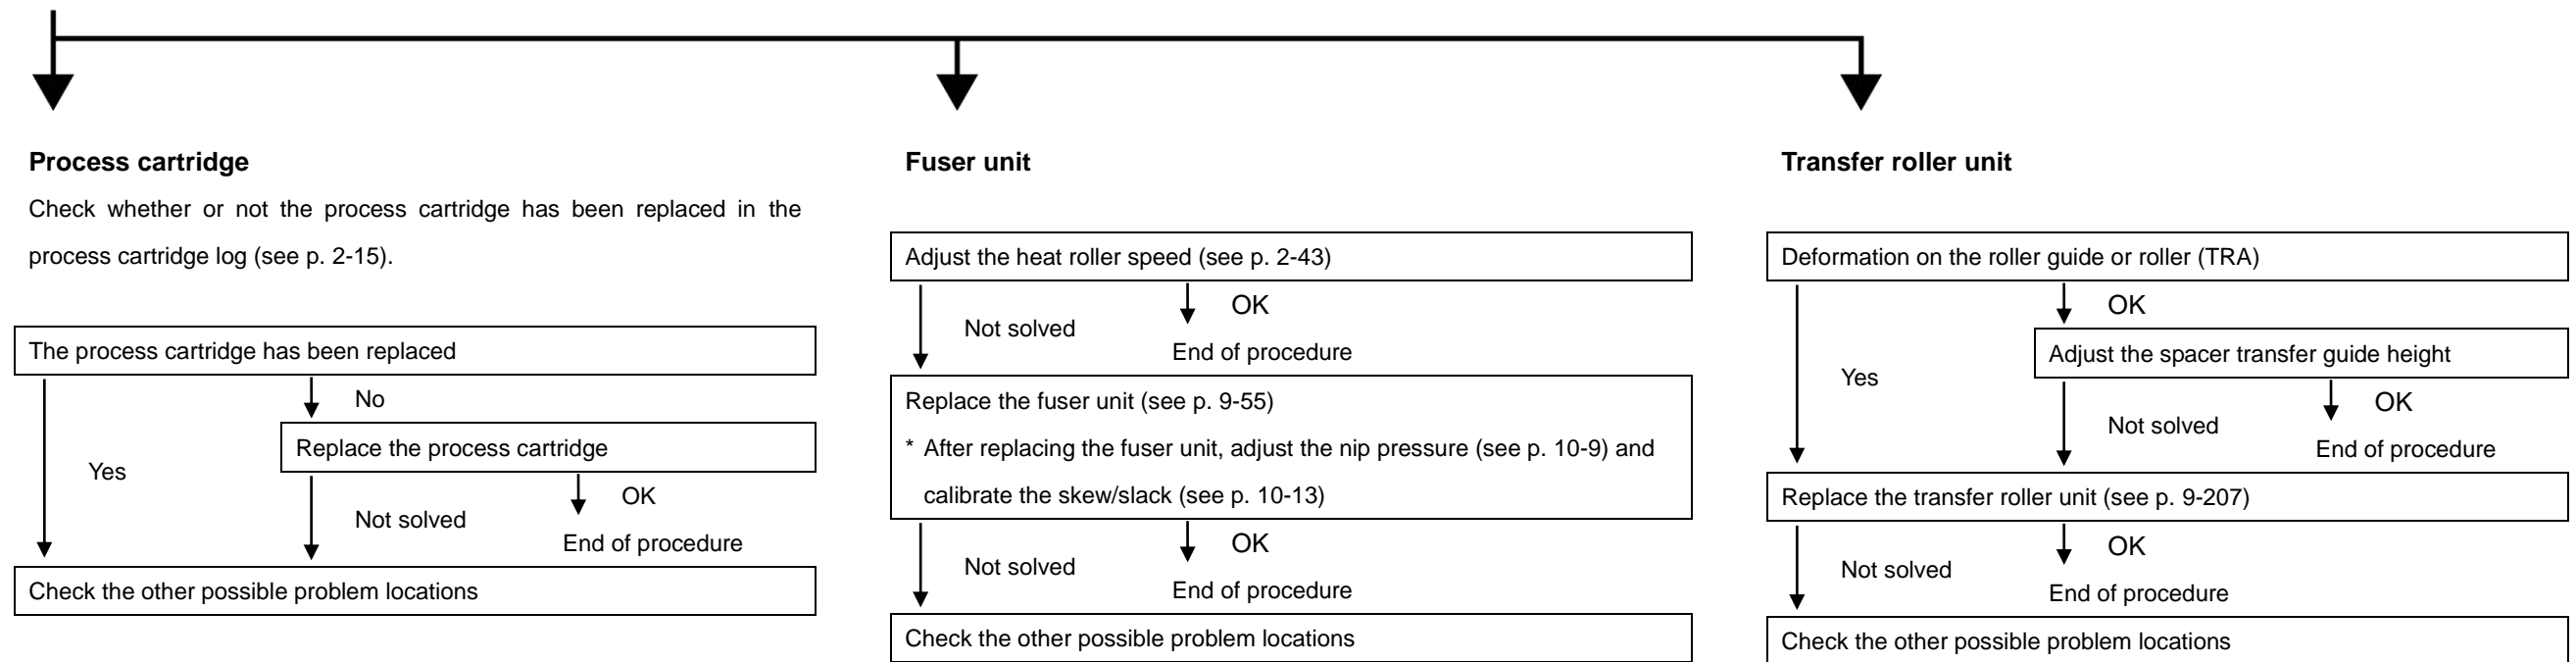 Process cartridge
Check whether or not the process cartridge has been replaced in the
process cartridge log (see p. 2-15).
The process cartridge has been replaced
No
Yes
Replace the process cartridge
Not solved
OK
End of procedure
Check the other possible problem locations
Fuser unit
Adjust the heat roller speed (see p. 2-43)
Not solved
OK
End of procedure
Replace the fuser unit (see p. 9-55)
* After replacing the fuser unit, adjust the nip pressure (see p. 10-9) and
calibrate the skew/slack (see p. 10-13)
Not solved
OK
End of procedure
Check the other possible problem locations
Transfer roller unit
Deformation on the roller guide or roller (TRA)
Yes
OK
Adjust the spacer transfer guide height
Not solved
OK
End of procedure
Replace the transfer roller unit (see p. 9-207)
Not solved
OK
End of procedure
Check the other possible problem locations